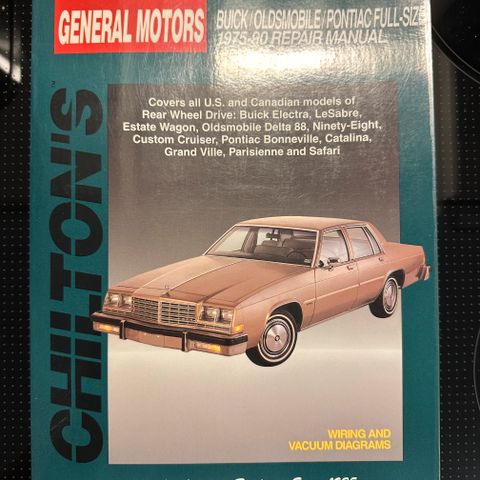 GENERAL MOTORS
BUICK/OLDSMOBILE/PONTIAC FULL-SIZE
1975-90 REPAIR MANUAL
CHILTON'S
TM
Covers all U.S. and Canadian models of
Rear Wheel Drive: Buick Electra, LeSabre,
Estate Wagon, Oldsmobile Delta 88, Ninety-Eight,
Custom Cruiser, Pontiac Bonneville, Catalina,
Grand Ville, Parisienne and Safari
WIRING AND
VACUUM DIAGRAMS